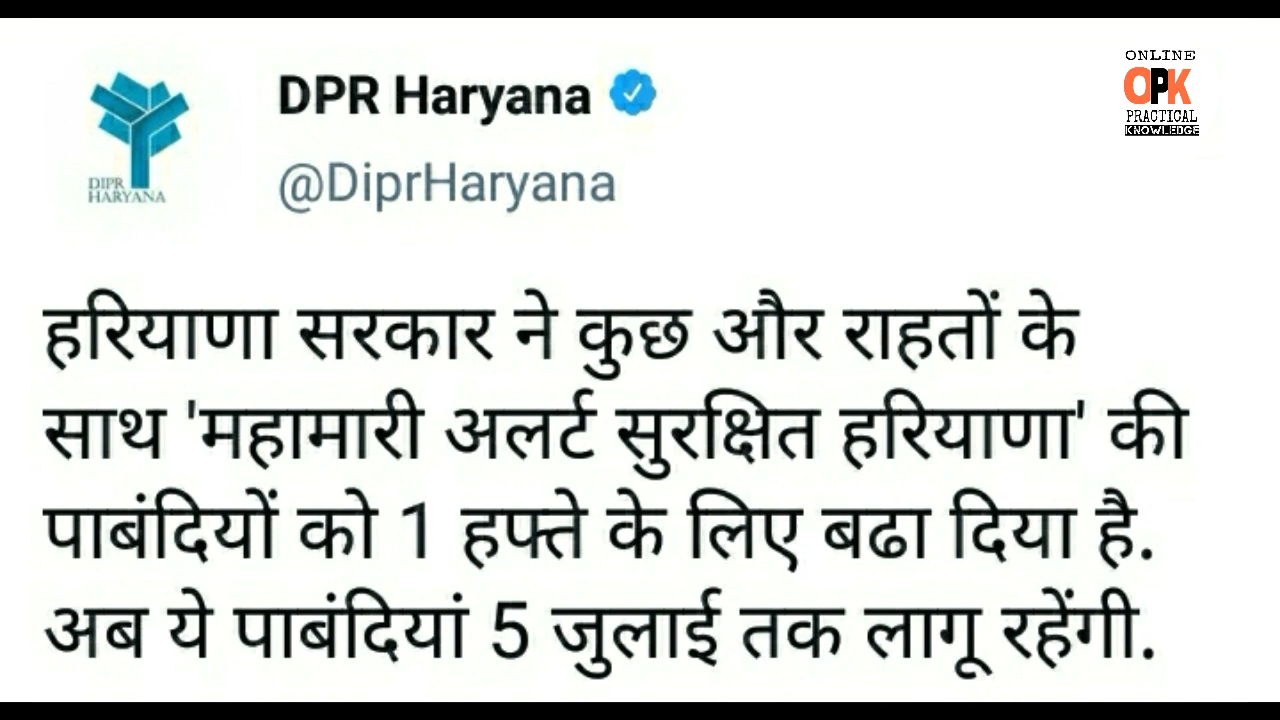 DPR Haryana
@DiprHaryana
DIPR
HARYANA
ONLINE
OPK
PRACTICAL
KNOWLEDGE
हरियाणा सरकार ने कुछ और राहतों के
साथ 'महामारी अलर्ट सुरक्षित हरियाणा' की
पाबंदियों को 1 हफ्ते के लिए बढा दिया है.
अब ये पाबंदियां 5 जुलाई तक लागू रहेंगी.